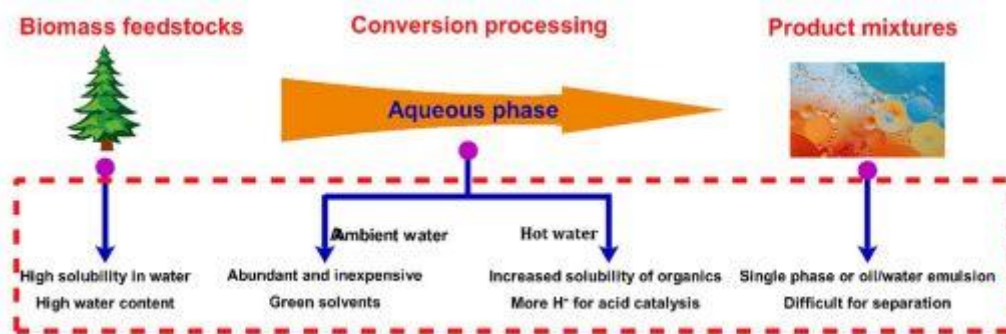 Biomass feedstocks
Conversion processing
Product mixtures
Aqueous phase
Ambient water
Hot water
High solubility in water
High water content
Abundant and inexpensive
Green solvents
Increased solubility of organics
More H⁺ for acid catalysis
Single phase or oil/water emulsion
Difficult for separation